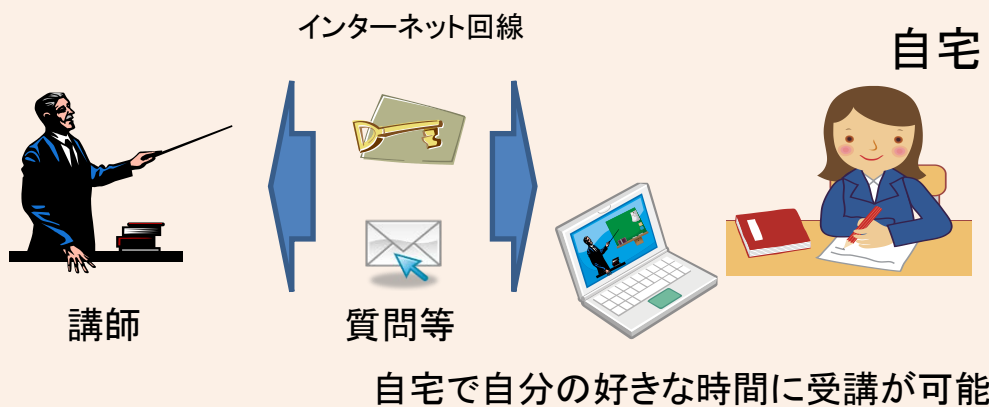 インターネット回線
自宅
講師
質問等
自宅で自分の好きな時間に受講が可能